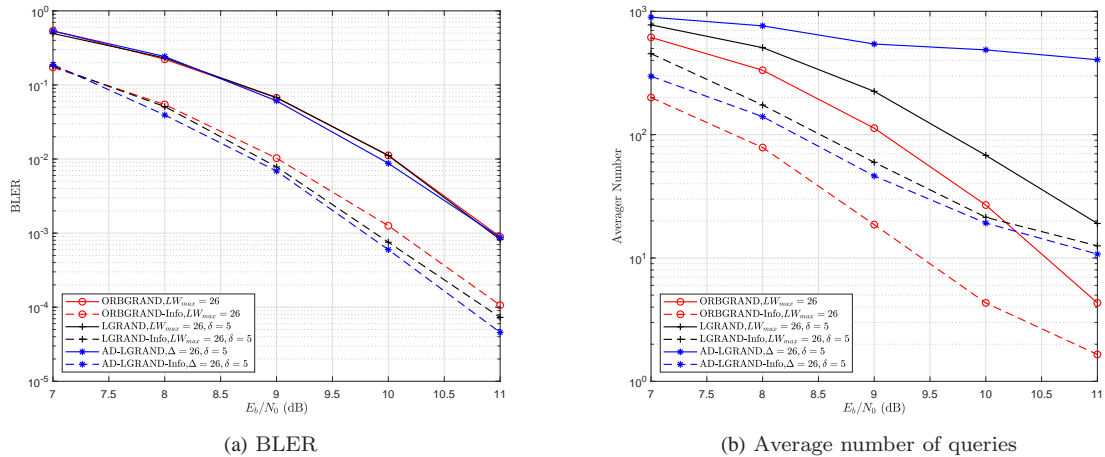 10^0
10^-1
10^-2
10^-3
10^-4
10^-5
BLER
ORBGRAND,LW_max = 26
ORBGRAND-Info,LW_max = 26
LGRAND,LW_max = 26, δ = 5
LGRAND-Info,LW_max = 26, δ = 5
AD-LGRAND,Δ = 26, δ = 5
AD-LGRAND-Info,Δ = 26, δ = 5
7 7.5 8 8.5 9 9.5 10 10.5 11
E_b/N_0 (dB)
(a) BLER
10^3
10^2
10^1
10^0
Averager Number
ORBGRAND,LW_max = 26
ORBGRAND-Info,LW_max = 26
LGRAND,LW_max = 26, δ = 5
LGRAND-Info,LW_max = 26, δ = 5
AD-LGRAND,Δ = 26, δ = 5
AD-LGRAND-Info,Δ = 26, δ = 5
7 7.5 8 8.5 9 9.5 10 10.5 11
E_b/N_0 (dB)
(b) Average number of queries